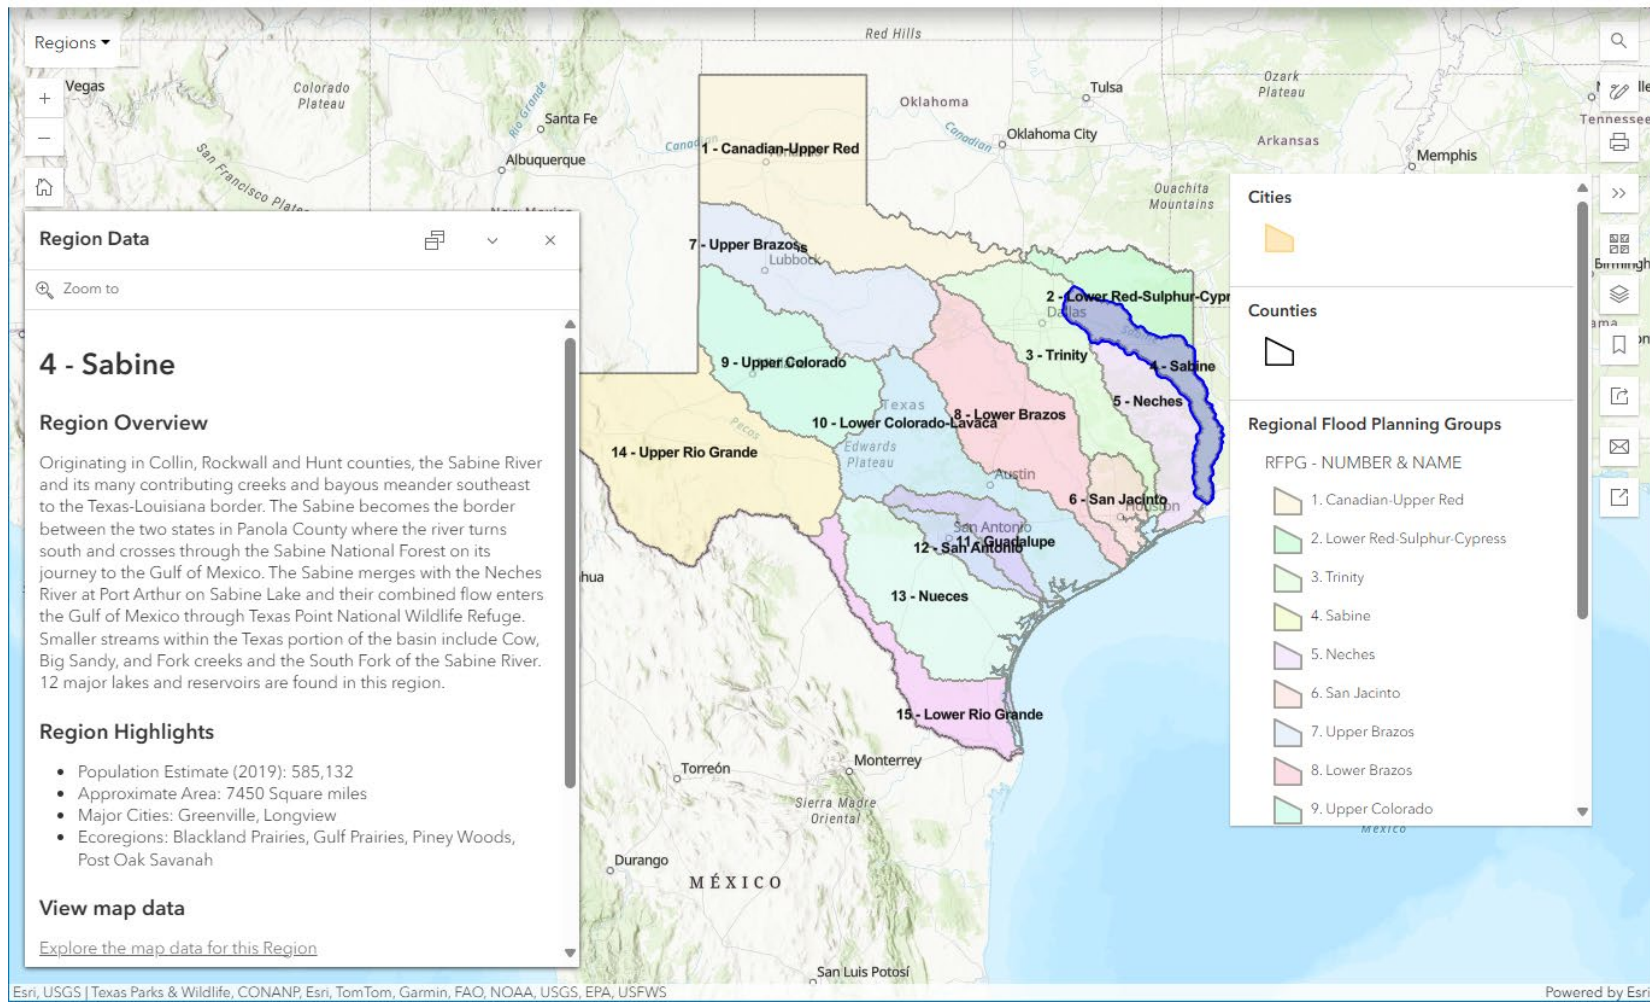 Regions
Region Data
Zoom to
4 - Sabine
Region Overview
Originating in Collin, Rockwall and Hunt counties, the Sabine River
and its many contributing creeks and bayous meander southeast
to the Texas-Louisiana border. The Sabine becomes the border
between the two states in Panola County where the river turns
south and crosses through the Sabine National Forest on its
journey to the Gulf of Mexico. The Sabine merges with the Neches
River at Port Arthur on Sabine Lake and their combined flow enters
the Gulf of Mexico through Texas Point National Wildlife Refuge.
Smaller streams within the Texas portion of the basin include Cow,
Big Sandy, and Fork creeks and the South Fork of the Sabine River.
12 major lakes and reservoirs are found in this region.
Region Highlights
Population Estimate (2019): 585,132
Approximate Area: 7450 Square miles
Major Cities: Greenville, Longview
Ecoregions: Blackland Prairies, Gulf Prairies, Piney Woods,
Post Oak Savanah
View map data
Explore the map data for this Region
Vegas
Colorado
Plateau
Rio Grande
Santa Fe
Albuquerque
San Francisco
Red Hills
Oklahoma
Canadian
Oklahoma City
Tulsa
Ozark
Plateau
Arkansas
Memphis
Ouachita
Mountains
1 - Canadian-Upper Red
7 - Upper Brazos
Lubbock
2 - Lower Red-Sulphur-Cypr
Dallas
3 - Trinity
Sabine
4 - Sabine
5 - Neches
9 - Upper Colorado
Texas
8 - Lower Brazos
10 - Lower Colorado-Lavaca
Pecos
Edwards
Plateau
14 - Upper Rio Grande
Austin
6 - San Jacinto
Houston
San Antonio
11 - Guadalupe
12 - San Antonio
13 - Nueces
15 - Lower Rio Grande
hua
Torreón
Monterrey
Sierra Madre
Oriental
Durango
MÉXICO
San Luis Potosí
Cities
Counties
Regional Flood Planning Groups
RFPG - NUMBER & NAME
1. Canadian-Upper Red
2. Lower Red-Sulphur-Cypress
3. Trinity
4. Sabine
5. Neches
6. San Jacinto
7. Upper Brazos
8. Lower Brazos
9. Upper Colorado
Tennessee
Mexico
Esri, USGS | Texas Parks & Wildlife, CONANP, Esri, TomTom, Garmin, FAO, NOAA, USGS, EPA, USFWS
Powered by Esri